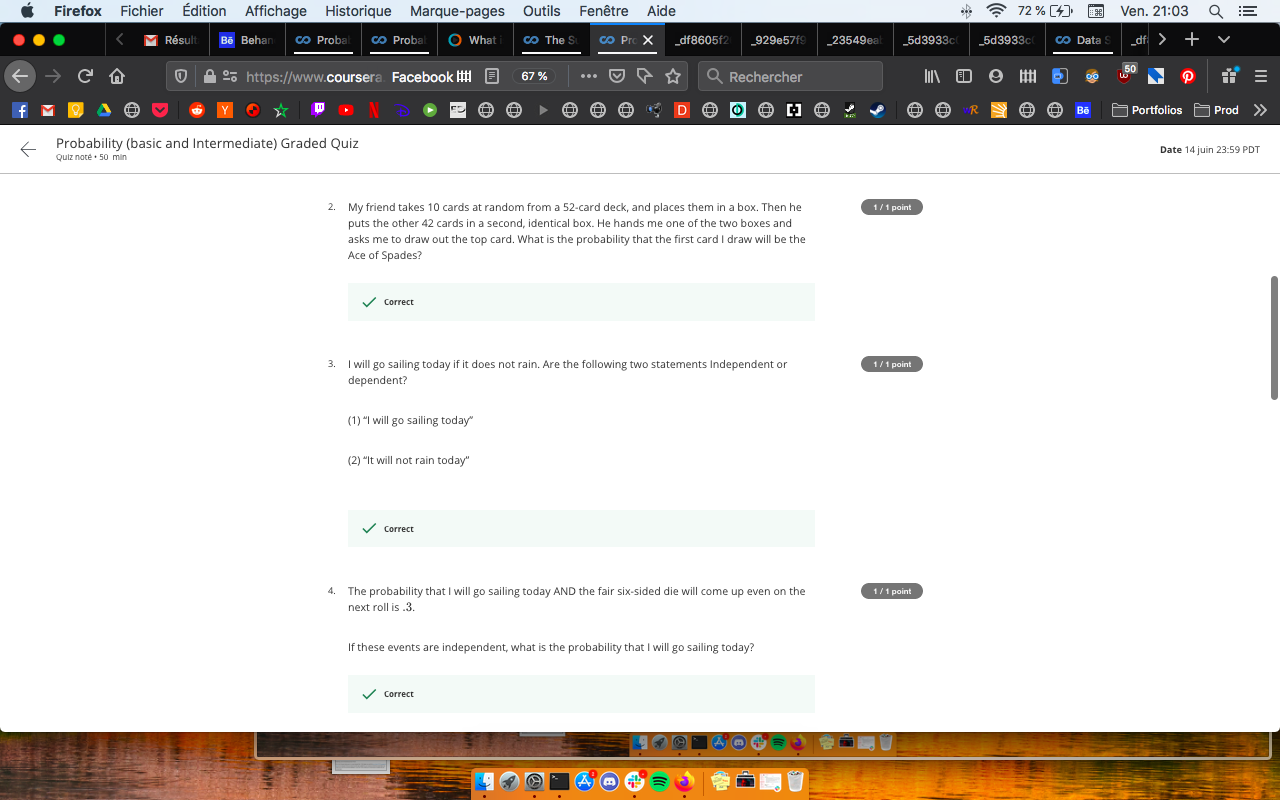 Firefox Fichier Édition Affichage Historique Marque-pages Outils Fenêtre Aide 72 % Ven. 21:03
Résult Bē Behan Probal Probal What i The Su Pro _df8605f2 _929e57f9 _23549eal _5d3933c _5d3933c Data S _df
https://www.coursera. Facebook 67 % Rechercher 50
Portfolios Prod
Probability (basic and Intermediate) Graded Quiz
Quiz noté • 50 min
Date 14 juin 23:59 PDT
2. My friend takes 10 cards at random from a 52-card deck, and places them in a box. Then he 1 / 1 point
puts the other 42 cards in a second, identical box. He hands me one of the two boxes and
asks me to draw out the top card. What is the probability that the first card I draw will be the
Ace of Spades?
Correct
3. I will go sailing today if it does not rain. Are the following two statements Independent or 1 / 1 point
dependent?
(1) “I will go sailing today”
(2) “It will not rain today”
Correct
4. The probability that I will go sailing today AND the fair six-sided die will come up even on the 1 / 1 point
next roll is .3.
If these events are independent, what is the probability that I will go sailing today?
Correct